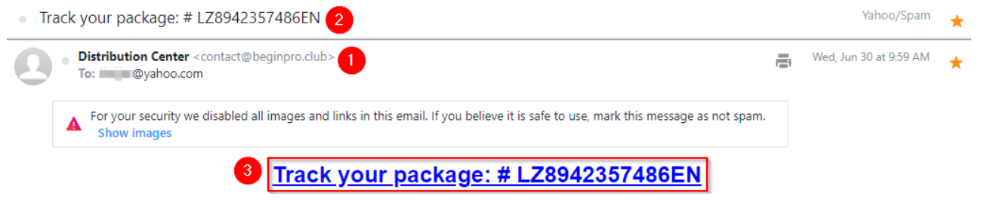 Track your package: # LZ8942357486EN 2
Yahoo/Spam
Distribution Center <contact@beginpro.club> 1
Wed, Jun 30 at 9:59 AM
To: @yahoo.com
For your security we disabled all images and links in this email. If you believe it is safe to use, mark this message as not spam.
Show images
3 Track your package: # LZ8942357486EN